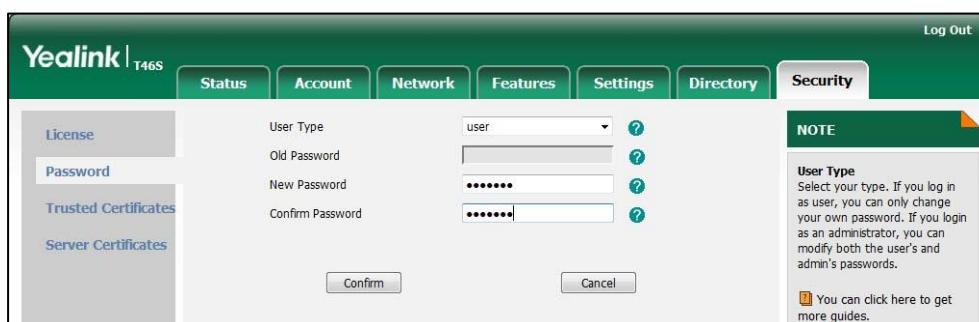 Log Out
Yealink | T46S
Status Account Network Features Settings Directory Security
License
Password
Trusted Certificates
Server Certificates
User Type user
Old Password
New Password •••••••
Confirm Password •••••••
Confirm Cancel
NOTE
User Type
Select your type. If you log in
as user, you can only change
your own password. If you login
as an administrator, you can
modify both the user's and
admin's passwords.
You can click here to get
more guides.